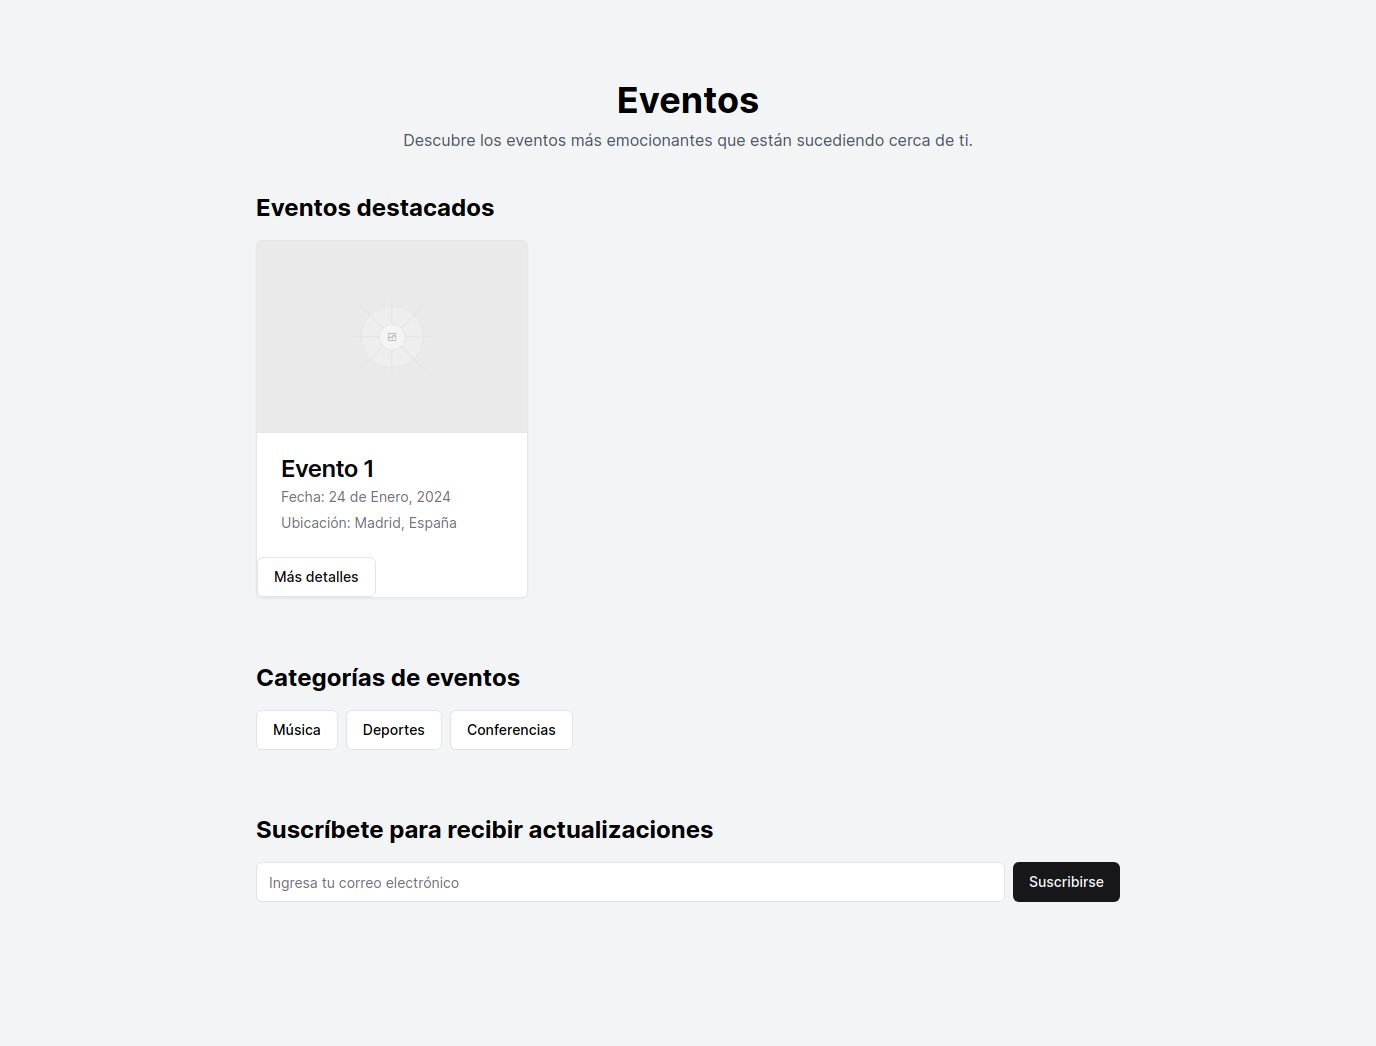 Eventos
Descubre los eventos más emocionantes que están sucediendo cerca de ti.
Eventos destacados
Evento 1
Fecha: 24 de Enero, 2024
Ubicación: Madrid, España
Más detalles
Categorías de eventos
Música Deportes Conferencias
Suscríbete para recibir actualizaciones
Ingresa tu correo electrónico Suscribirse